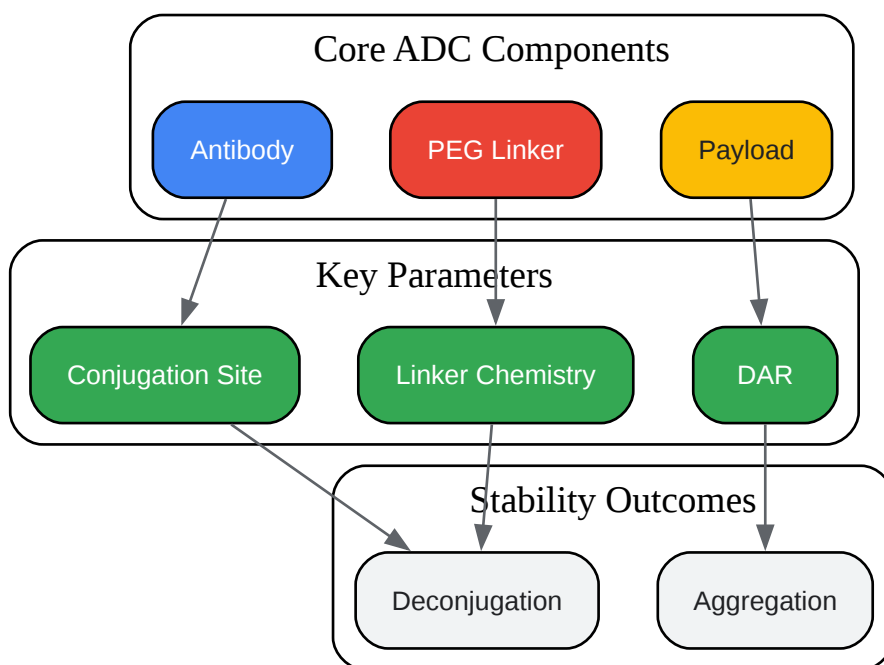 Core ADC Components
Antibody
PEG Linker
Payload
Key Parameters
Conjugation Site
Linker Chemistry
DAR
Stability Outcomes
Deconjugation
Aggregation